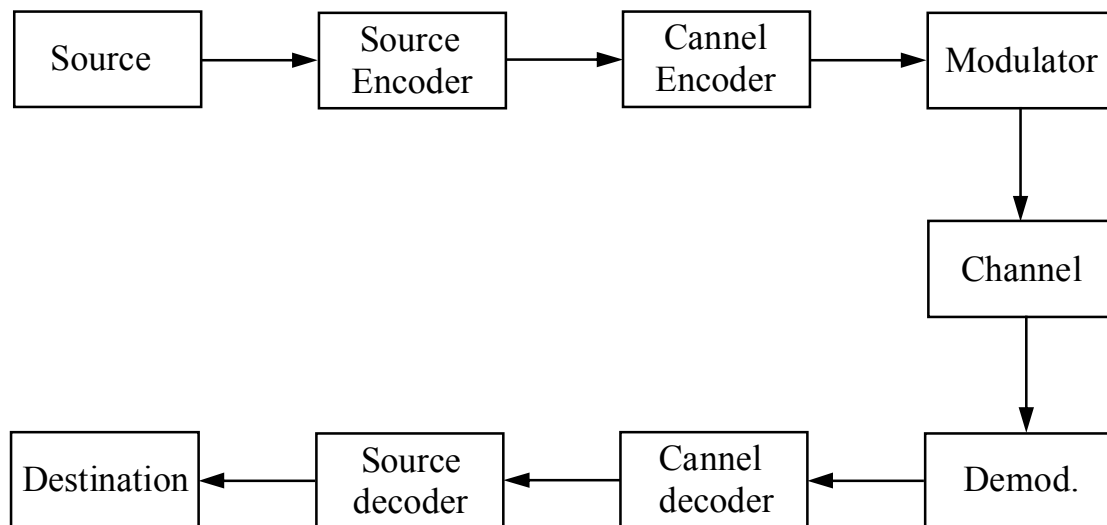 Source
Source
Encoder
Cannel
Encoder
Modulator
Channel
Destination
Source
decoder
Cannel
decoder
Demod.